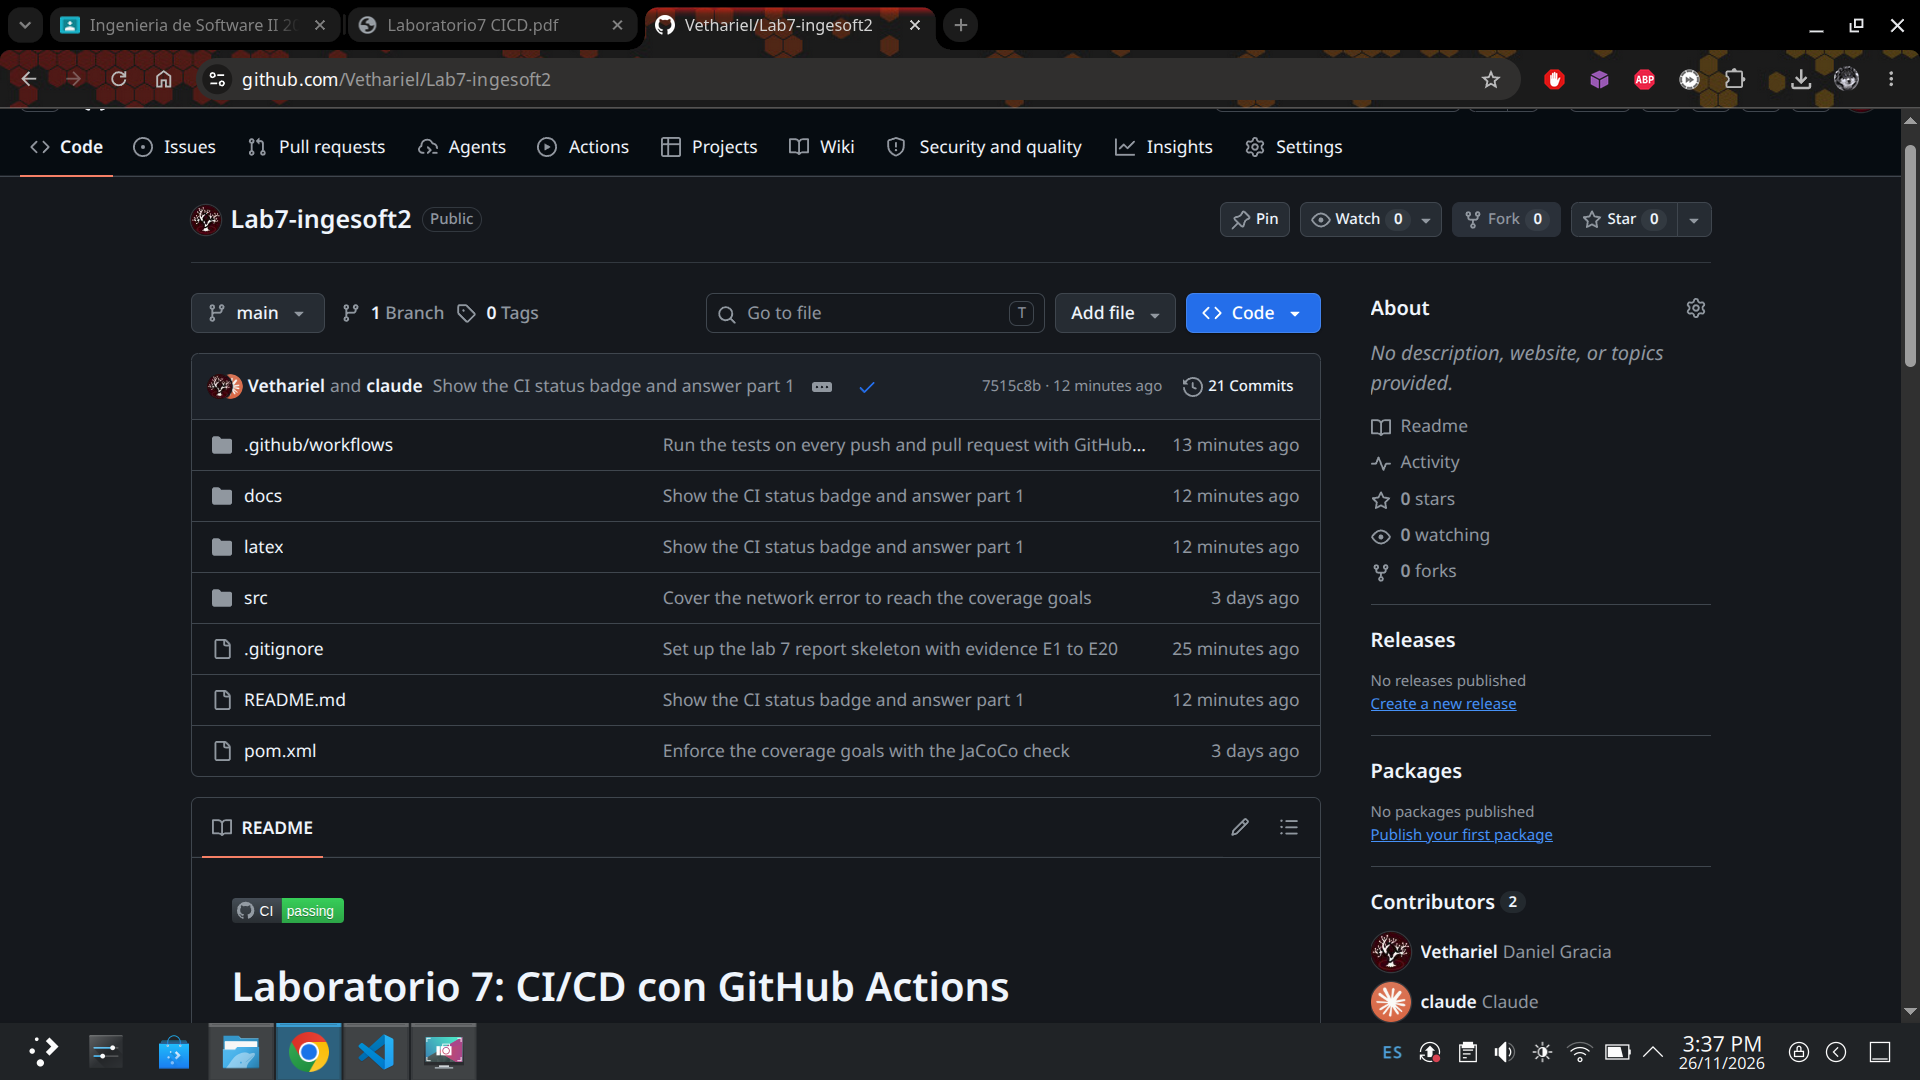 Ingenieria de Software II 20
Laboratorio7 CICD.pdf
Vethariel/Lab7-ingesoft2
github.com/Vethariel/Lab7-ingesoft2
ABP
Code
Issues
Pull requests
Agents
Actions
Projects
Wiki
Security and quality
Insights
Settings
Lab7-ingesoft2
Public
Pin
Watch 0
Fork 0
Star 0
main
1 Branch
0 Tags
Go to file
T
Add file
Code
Vethariel and claude Show the CI status badge and answer part 1
7515c8b · 12 minutes ago
21 Commits
.github/workflows
Run the tests on every push and pull request with GitHub...
13 minutes ago
docs
Show the CI status badge and answer part 1
12 minutes ago
latex
Show the CI status badge and answer part 1
12 minutes ago
src
Cover the network error to reach the coverage goals
3 days ago
.gitignore
Set up the lab 7 report skeleton with evidence E1 to E20
25 minutes ago
README.md
Show the CI status badge and answer part 1
12 minutes ago
pom.xml
Enforce the coverage goals with the JaCoCo check
3 days ago
README
CI passing
Laboratorio 7: CI/CD con GitHub Actions
About
No description, website, or topics
provided.
Readme
Activity
0 stars
0 watching
0 forks
Releases
No releases published
Create a new release
Packages
No packages published
Publish your first package
Contributors 2
Vethariel Daniel Gracia
claude Claude
ES
3:37 PM
26/11/2026